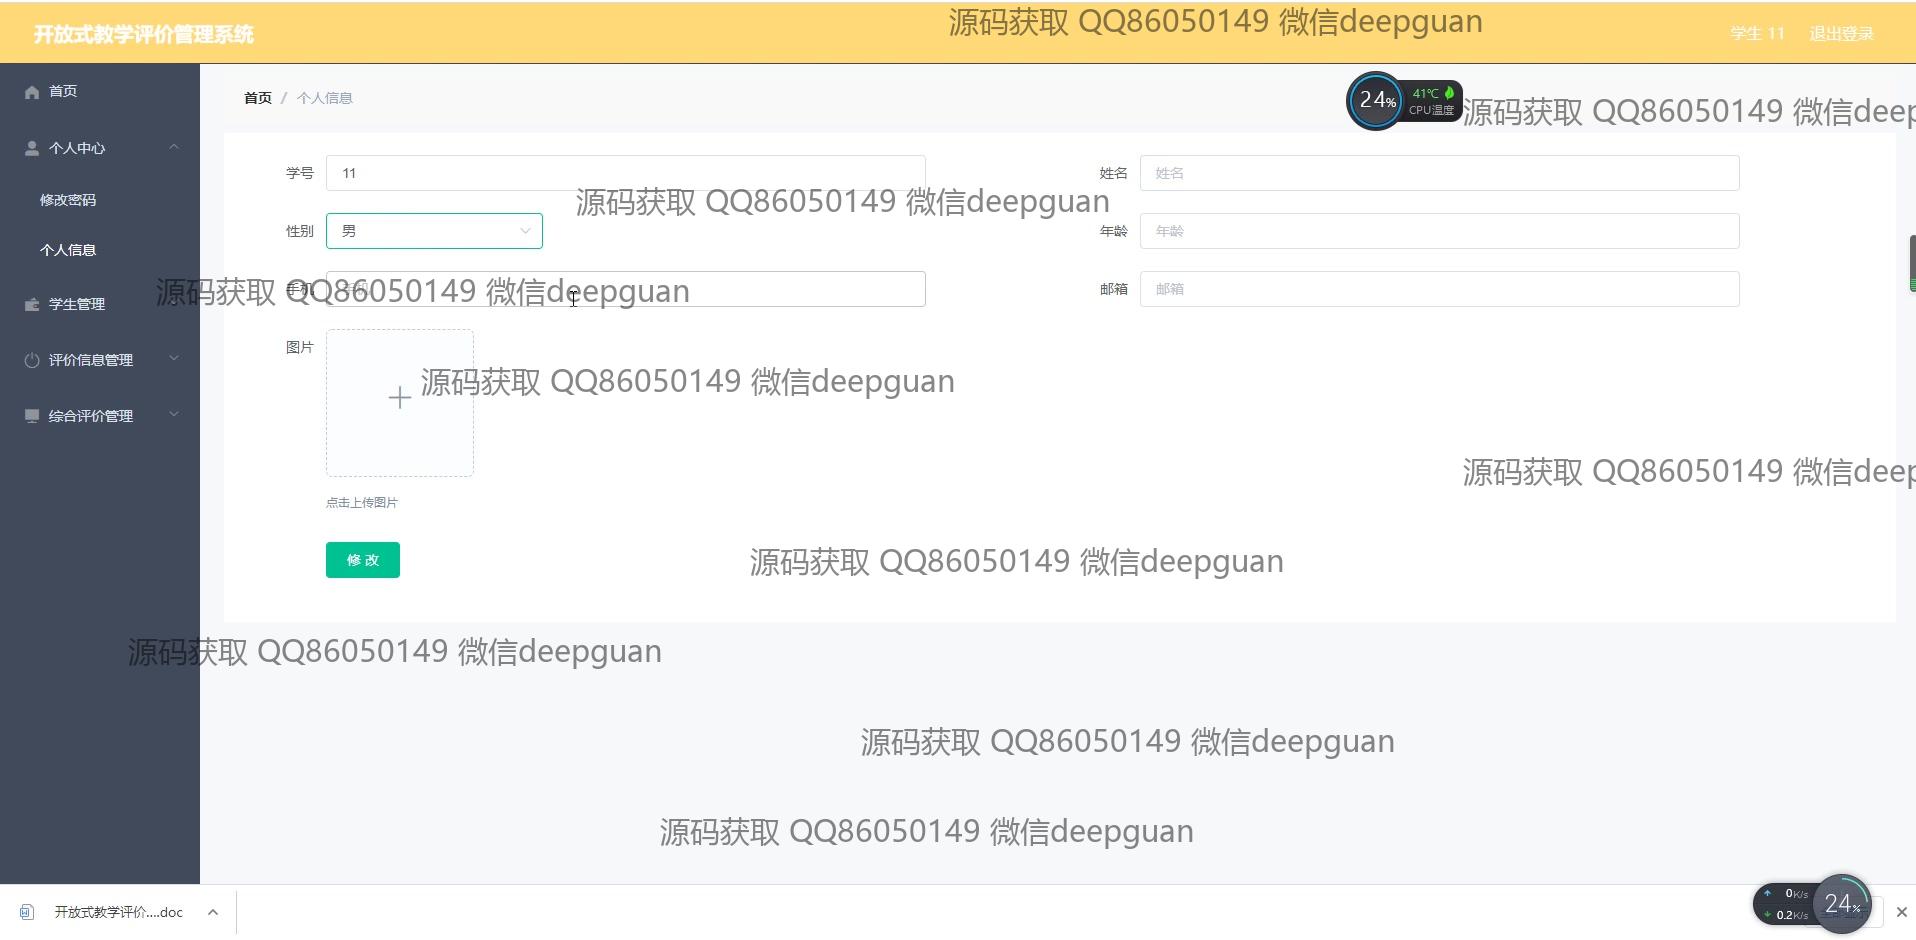 源码获取 QQ86050149 微信deepguan
开放式教学评价管理系统
学生 11 退出登录
首页
首页 / 个人信息
24% 41℃ CPU温度
源码获取 QQ86050149 微信deep
个人中心
学号 11 姓名 姓名
修改密码
源码获取 QQ86050149 微信deepguan
性别 男 年龄 年龄
个人信息
手机 邮箱 邮箱
源码获取 QQ86050149 微信deepguan
学生管理
图片
评价信息管理
源码获取 QQ86050149 微信deepguan
综合评价管理
源码获取 QQ86050149 微信deep
点击上传图片
修改
源码获取 QQ86050149 微信deepguan
源码获取 QQ86050149 微信deepguan
源码获取 QQ86050149 微信deepguan
源码获取 QQ86050149 微信deepguan
开放式教学评价....doc
0K/s
0.2K/s
24%